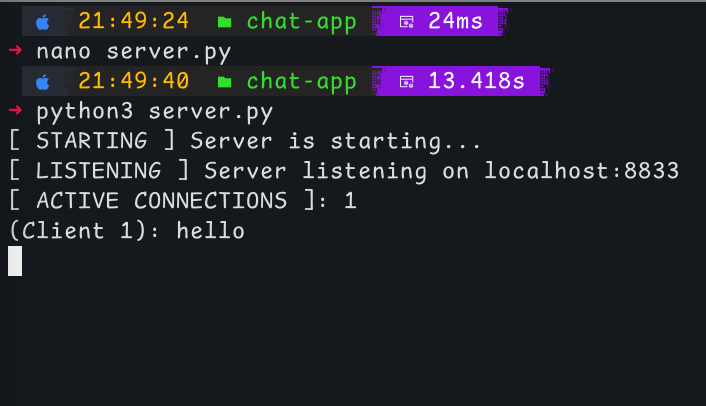 21:49:24 chat-app 24ms
→ nano server.py
21:49:40 chat-app 13.418s
→ python3 server.py
[ STARTING ] Server is starting...
[ LISTENING ] Server listening on localhost:8833
[ ACTIVE CONNECTIONS ]: 1
(Client 1): hello